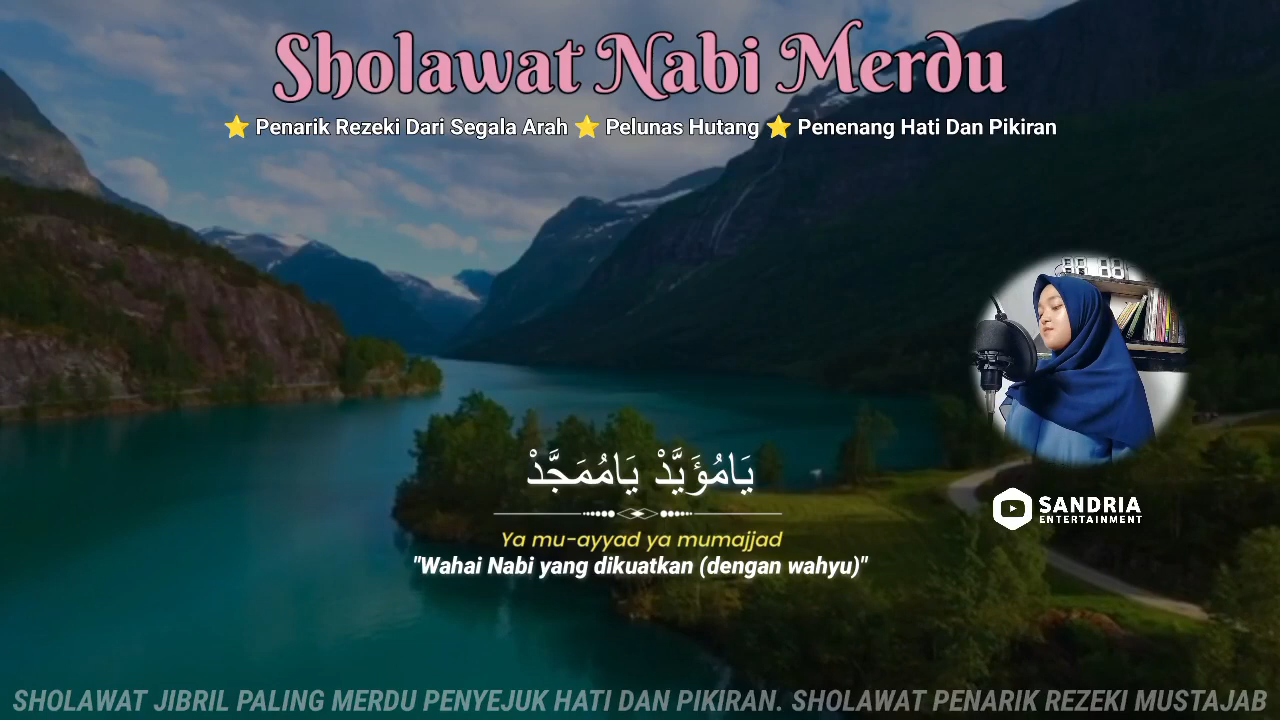 Sholawat Nabi Merdu
⭐ Penarik Rezeki Dari Segala Arah ⭐ Pelunas Hutang ⭐ Penenang Hati Dan Pikiran
يَامُؤَيَّدْ يَامُمَجَّدْ
Ya mu-ayyad ya mumajjad
"Wahai Nabi yang dikuatkan (dengan wahyu)"
SANDRIA
ENTERTAINMENT
SHOLAWAT JIBRIL PALING MERDU PENYEJUK HATI DAN PIKIRAN. SHOLAWAT PENARIK REZEKI MUSTAJAB